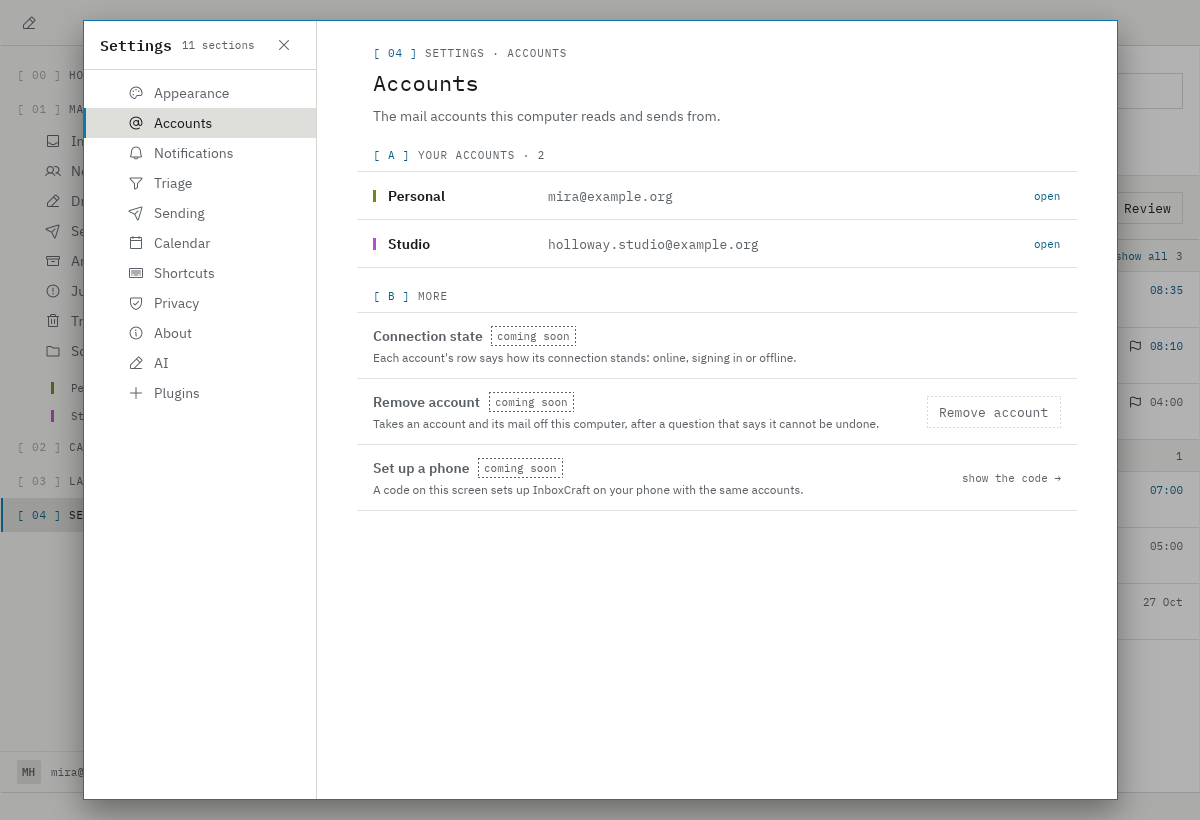 Settings 11 sections
Appearance
Accounts
Notifications
Triage
Sending
Calendar
Shortcuts
Privacy
About
AI
Plugins
[ 04 ] SETTINGS · ACCOUNTS
Accounts
The mail accounts this computer reads and sends from.
[ A ] YOUR ACCOUNTS · 2
Personal mira@example.org open
Studio holloway.studio@example.org open
[ B ] MORE
Connection state coming soon
Each account's row says how its connection stands: online, signing in or offline.
Remove account coming soon
Takes an account and its mail off this computer, after a question that says it cannot be undone.
Remove account
Set up a phone coming soon
A code on this screen sets up InboxCraft on your phone with the same accounts.
show the code →
[ 00 ]
[ 01 ]
[ 02 ]
[ 03 ]
[ 04 ]
MH mira@
Review
show all 3
08:35
08:10
04:00
1
07:00
05:00
27 Oct